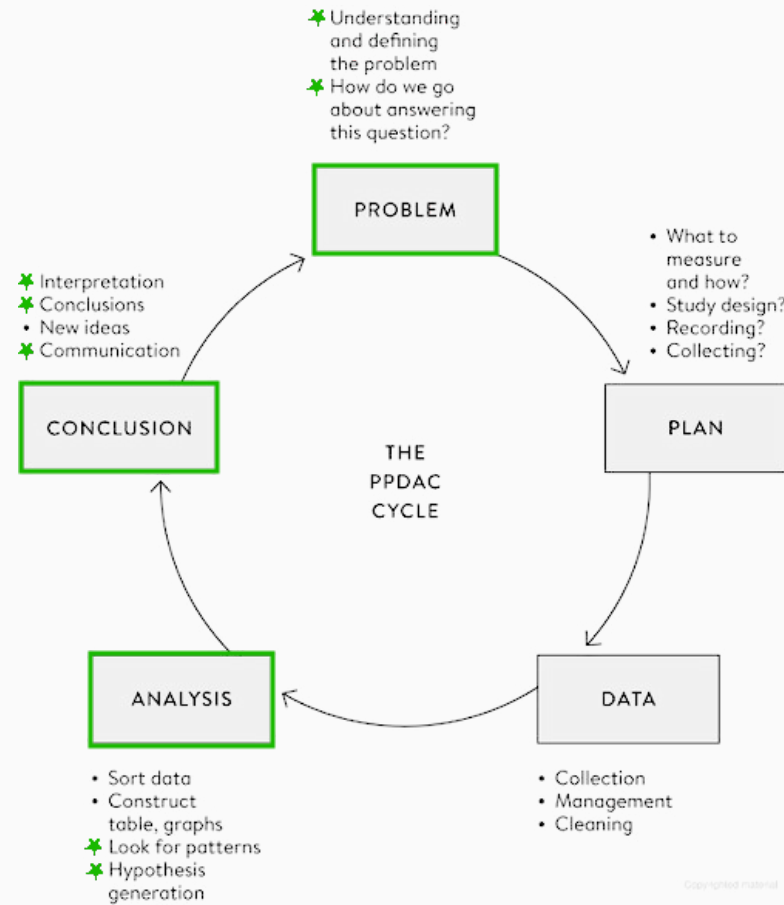 Understanding
and defining
the problem
How do we go
about answering
this question?
PROBLEM
• What to
measure
and how?
• Study design?
• Recording?
• Collecting?
PLAN
• Collection
• Management
• Cleaning
DATA
ANALYSIS
• Sort data
• Construct
table, graphs
Look for patterns
Hypothesis
generation
Interpretation
Conclusions
• New ideas
Communication
CONCLUSION
THE
PPDAC
CYCLE
Copyrighted material